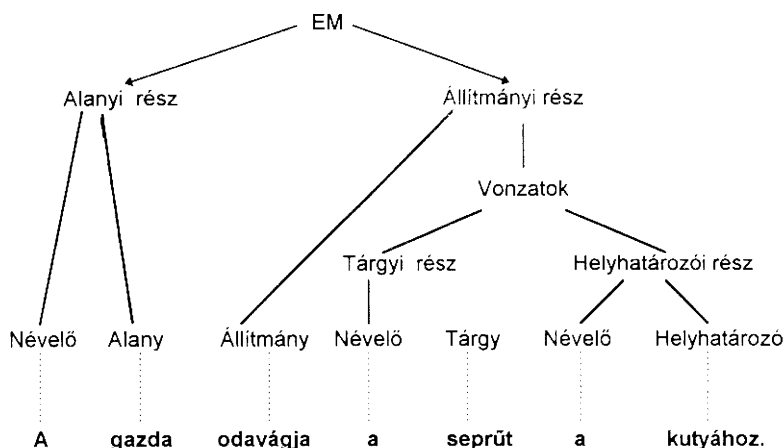 EM
Alanyi rész Állítmányi rész
Vonzatok
Tárgyi rész Helyhatározói rész
Névelő Alany Állítmány Névelő Tárgy Névelő Helyhatározó
A gazda odavágja a seprűt a kutyához.